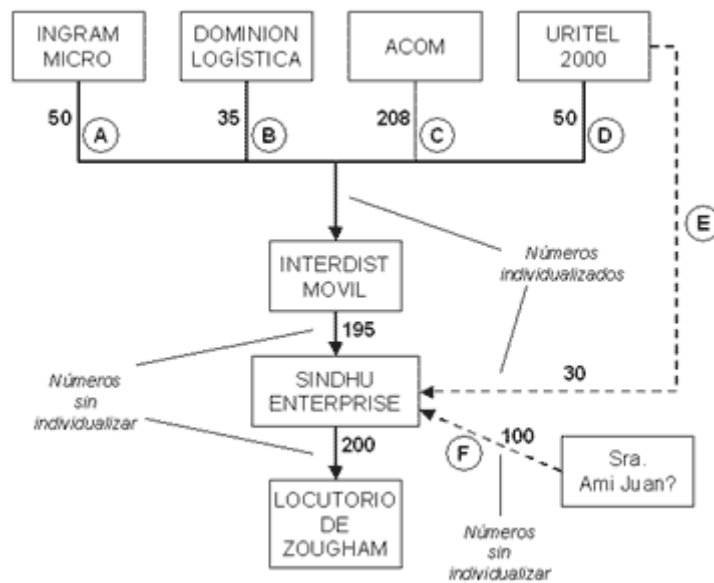 INGRAM
MICRO
DOMINION
LOGÍSTICA
ACOM
URITEL
2000
50
A
35
B
208
C
50
D
E
Números
individualizados
INTERDIST
MOVIL
195
Números
sin
individualizar
SINDHU
ENTERPRISE
30
100
F
200
Sra.
Ami Juan?
LOCUTORIO
DE
ZOUGHAM
Números
sin
individualizar